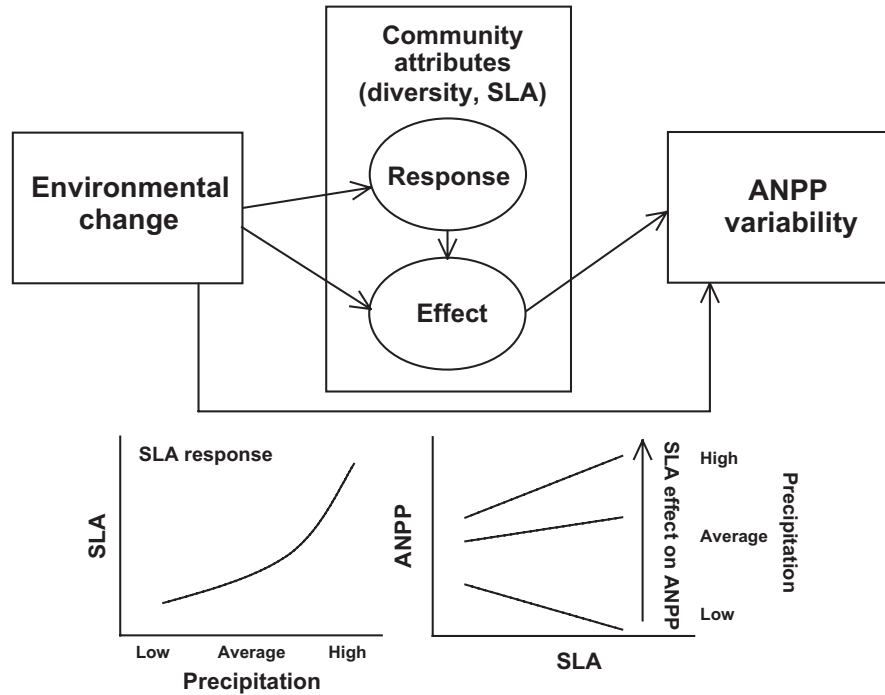 Community
attributes
(diversity, SLA)
Environmental
change
Response
Effect
ANPP
variability
SLA response
SLA
Low Average High
Precipitation
ANPP
SLA
SLA effect on ANPP
High
Average
Low
Precipitation